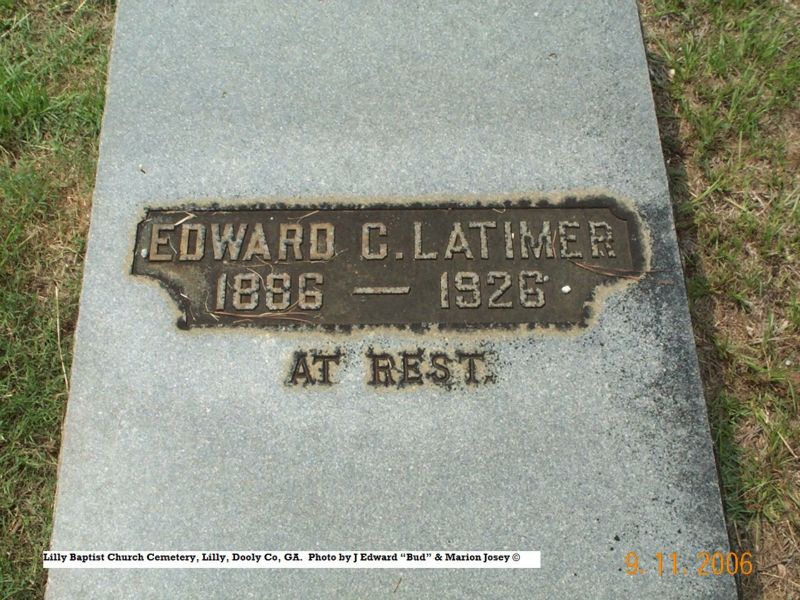 EDWARD C. LATIMER
1886 — 1926
AT REST.
Lilly Baptist Church Cemetery, Lilly, Dooly Co, GA. Photo by J Edward “Bud” & Marion Josey ©
9. 11. 2006